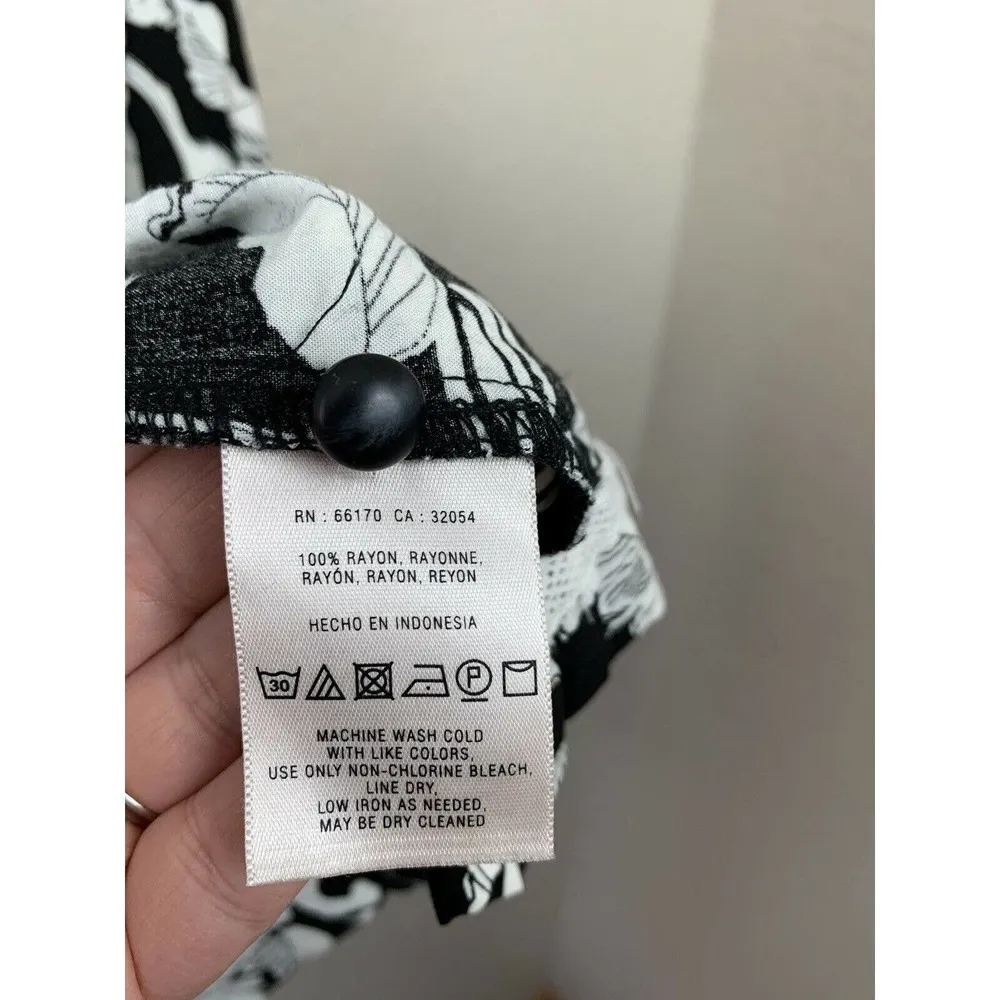 RN : 66170 CA : 32054
100% RAYON, RAYONNE,
RAYÓN, RAYON, REYON
HECHO EN INDONESIA
30 P
MACHINE WASH COLD
WITH LIKE COLORS,
USE ONLY NON-CHLORINE BLEACH,
LINE DRY,
LOW IRON AS NEEDED,
MAY BE DRY CLEANED